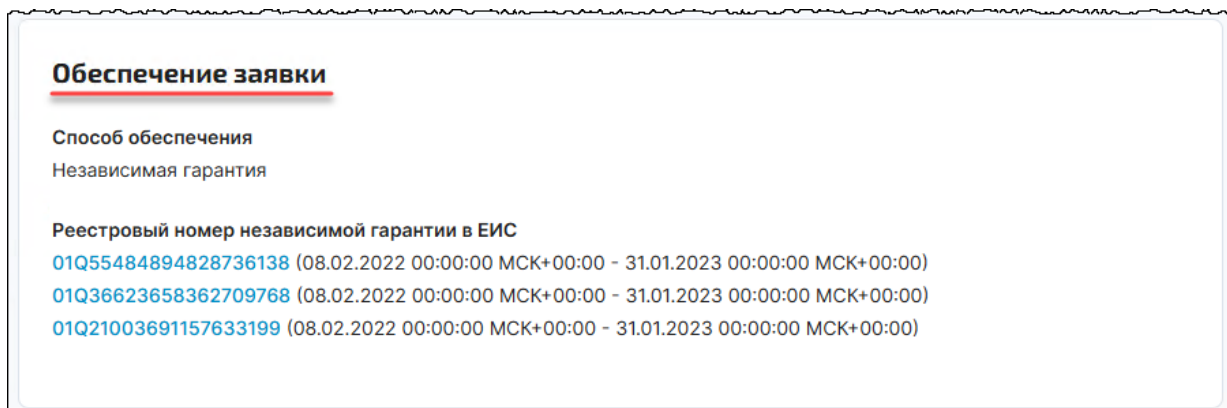 Обеспечение заявки
Способ обеспечения
Независимая гарантия
Реестровый номер независимой гарантии в ЕИС
01Q55484894828736138 (08.02.2022 00:00:00 МСК+00:00 - 31.01.2023 00:00:00 МСК+00:00)
01Q36623658362709768 (08.02.2022 00:00:00 МСК+00:00 - 31.01.2023 00:00:00 МСК+00:00)
01Q21003691157633199 (08.02.2022 00:00:00 МСК+00:00 - 31.01.2023 00:00:00 МСК+00:00)